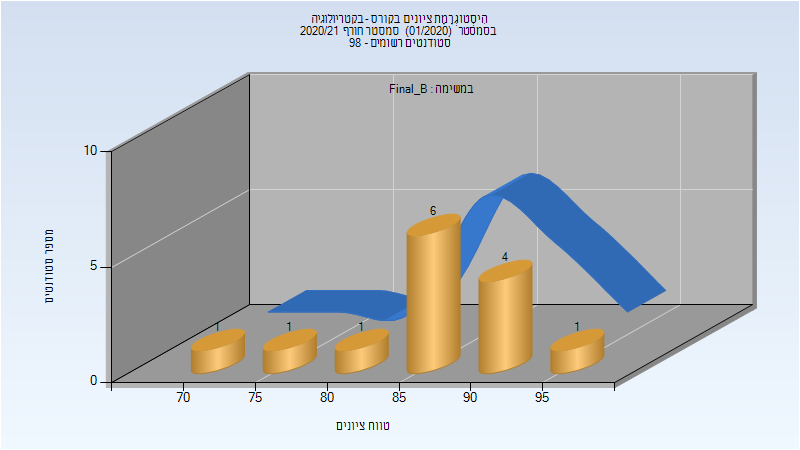 היסטוגרמת ציונים בקורס - בקטריולוגיה
בסמסטר (01/2020) סמסטר חורף 2020/21
סטודנטים רשומים - 98
במשימה : Final_B
מספר סטודנטים
10
5
0
1
1
1
6
4
1
70
75
80
85
90
95
טווח ציונים